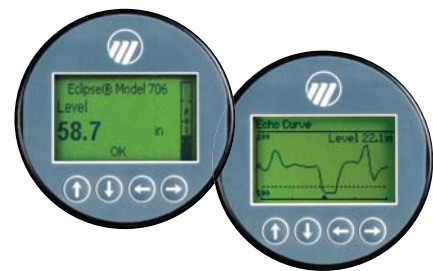 Eclipse® Model 706
Level
58.7 in
OK
Echo Curve
Level 22.1in